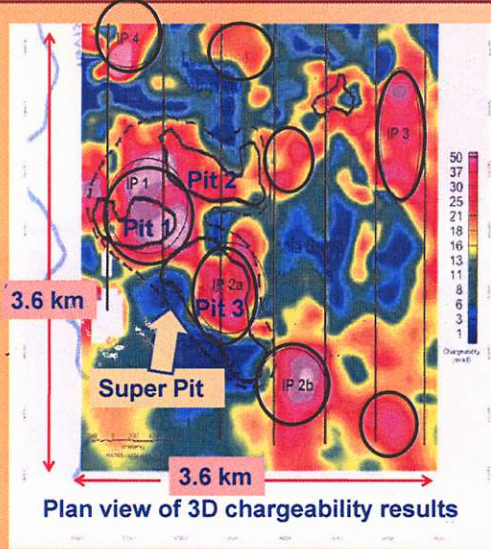 IP 4
IP 3
50
37
30
25
21
18
16
13
11
8
6
3
1
IP 1
Pit 2
Pit 1
IP 2a
Pit 3
3.6 km
Chargeability
Super Pit
IP 2b
3.6 km
Plan view of 3D chargeability results